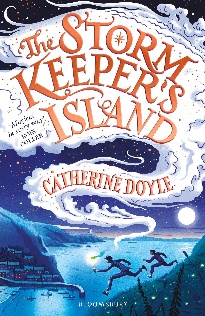 The
STORM
KEEPER'S
ISLAND
CATHERINE DOYLE
BLOOMSBURY